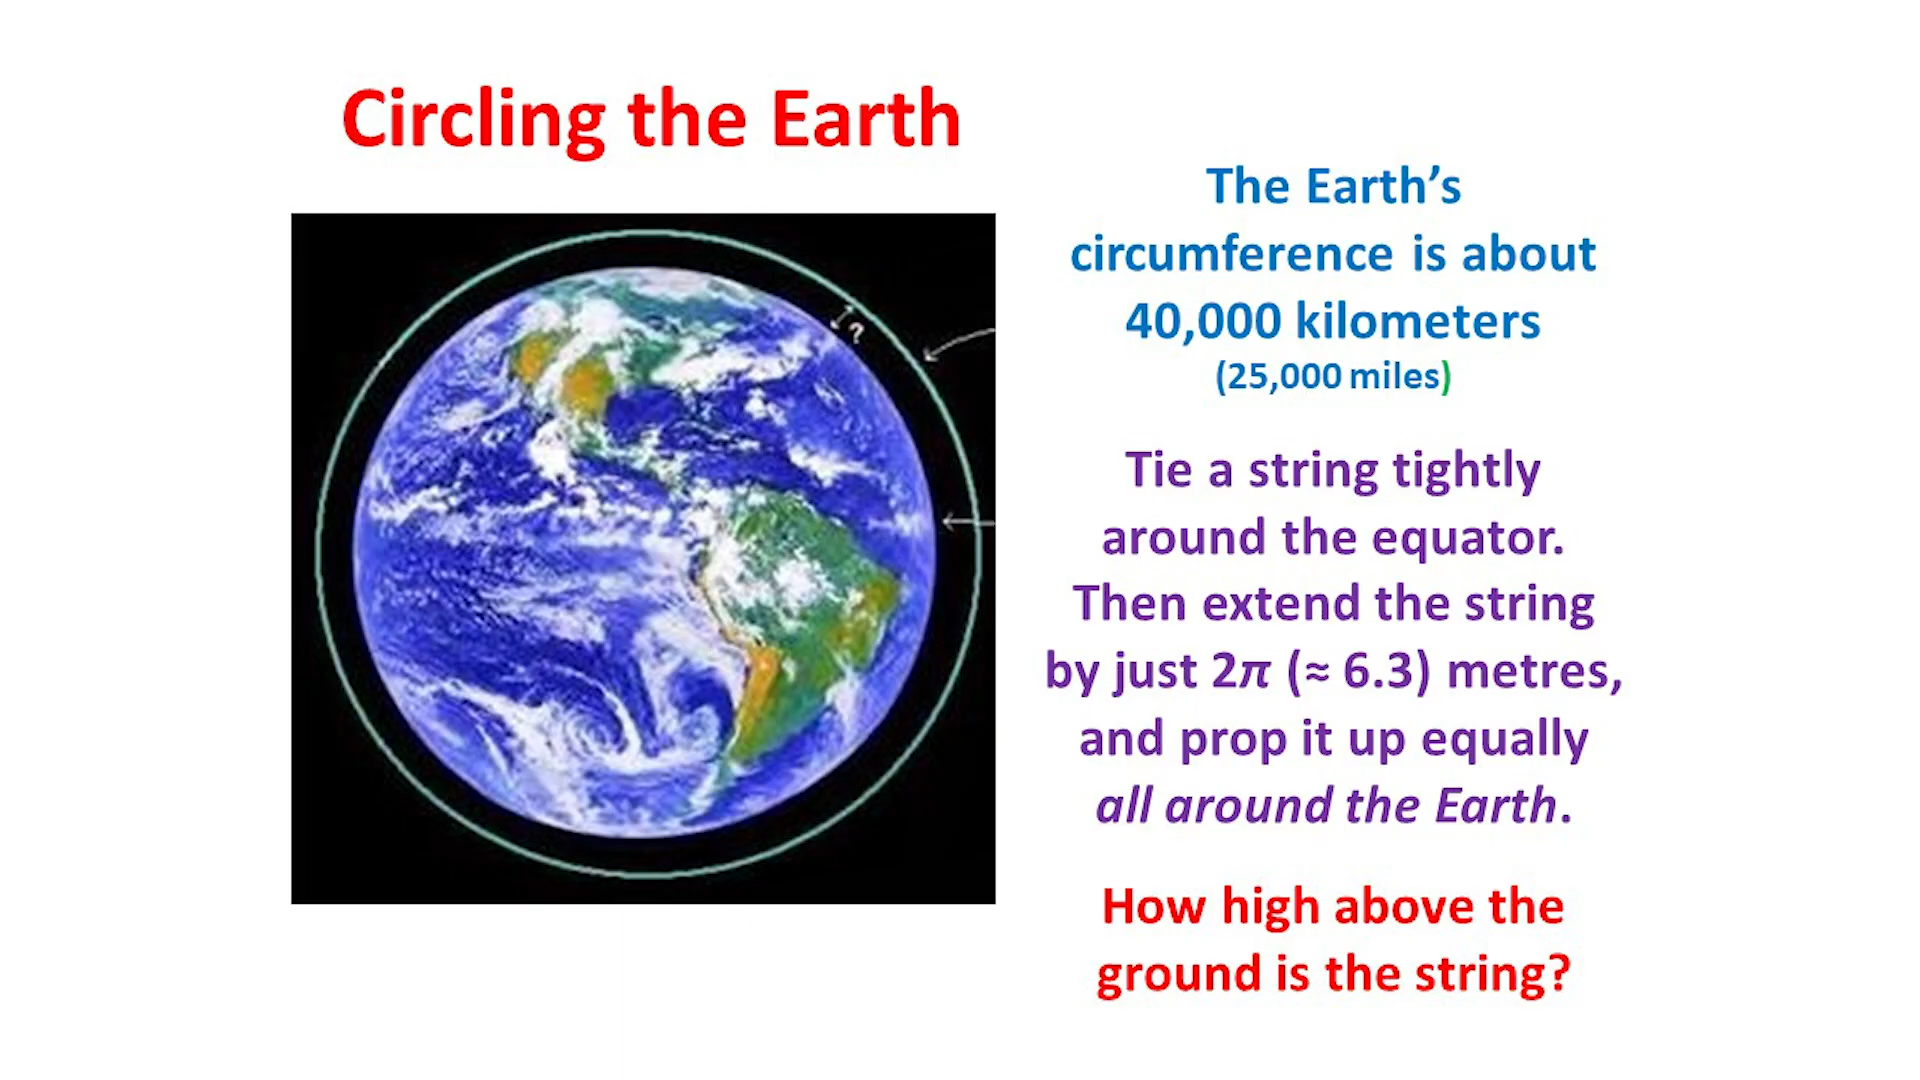 Circling the Earth
The Earth’s
circumference is about
40,000 kilometers
(25,000 miles)
Tie a string tightly
around the equator.
Then extend the string
by just 2π (≈ 6.3) metres,
and prop it up equally
all around the Earth.
How high above the
ground is the string?
?